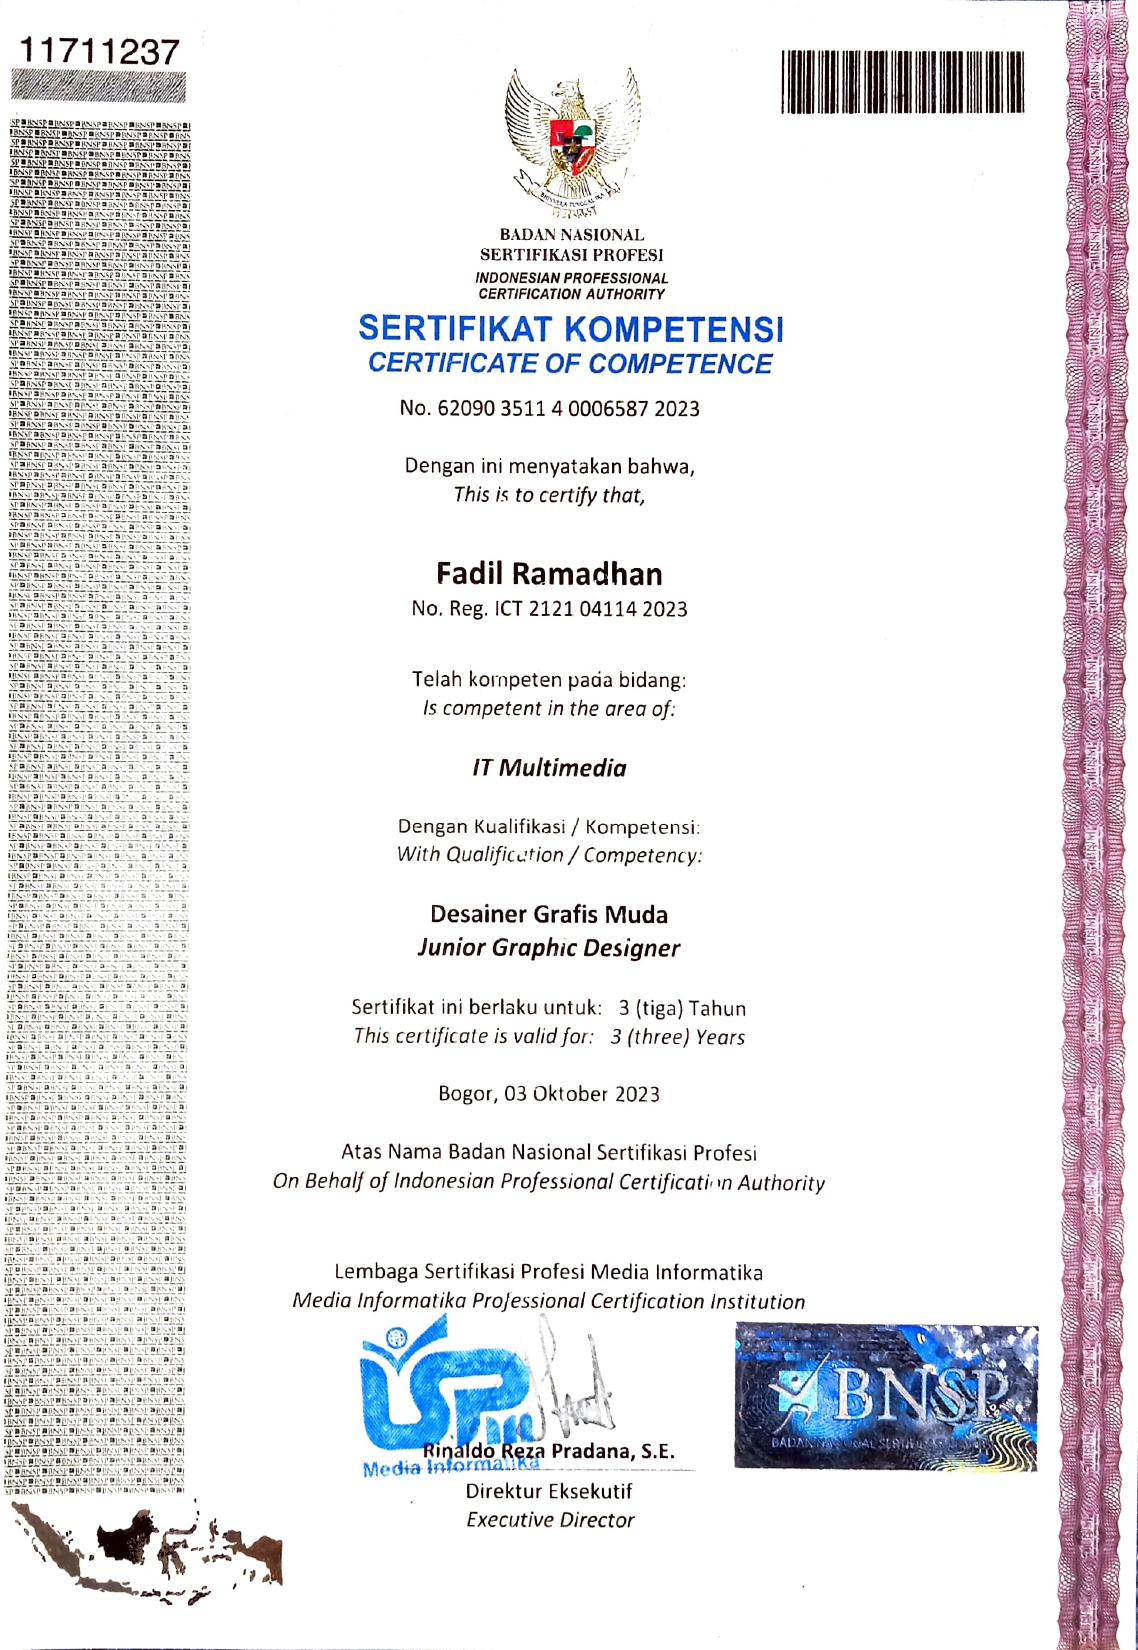 11711237
BADAN NASIONAL
SERTIFIKASI PROFESI
INDONESIAN PROFESSIONAL
CERTIFICATION AUTHORITY
SERTIFIKAT KOMPETENSI
CERTIFICATE OF COMPETENCE
No. 62090 3511 4 0006587 2023
Dengan ini menyatakan bahwa,
This is to certify that,
Fadil Ramadhan
No. Reg. ICT 2121 04114 2023
Telah kompeten pada bidang:
Is competent in the area of:
IT Multimedia
Dengan Kualifikasi / Kompetensi:
With Qualification / Competency:
Desainer Grafis Muda
Junior Graphic Designer
Sertifikat ini berlaku untuk: 3 (tiga) Tahun
This certificate is valid for: 3 (three) Years
Bogor, 03 Oktober 2023
Atas Nama Badan Nasional Sertifikasi Profesi
On Behalf of Indonesian Professional Certification Authority
Lembaga Sertifikasi Profesi Media Informatika
Media Informatika Professional Certification Institution
BNSP
Rinaldo Reza Pradana, S.E.
Media Informatika
Direktur Eksekutif
Executive Director